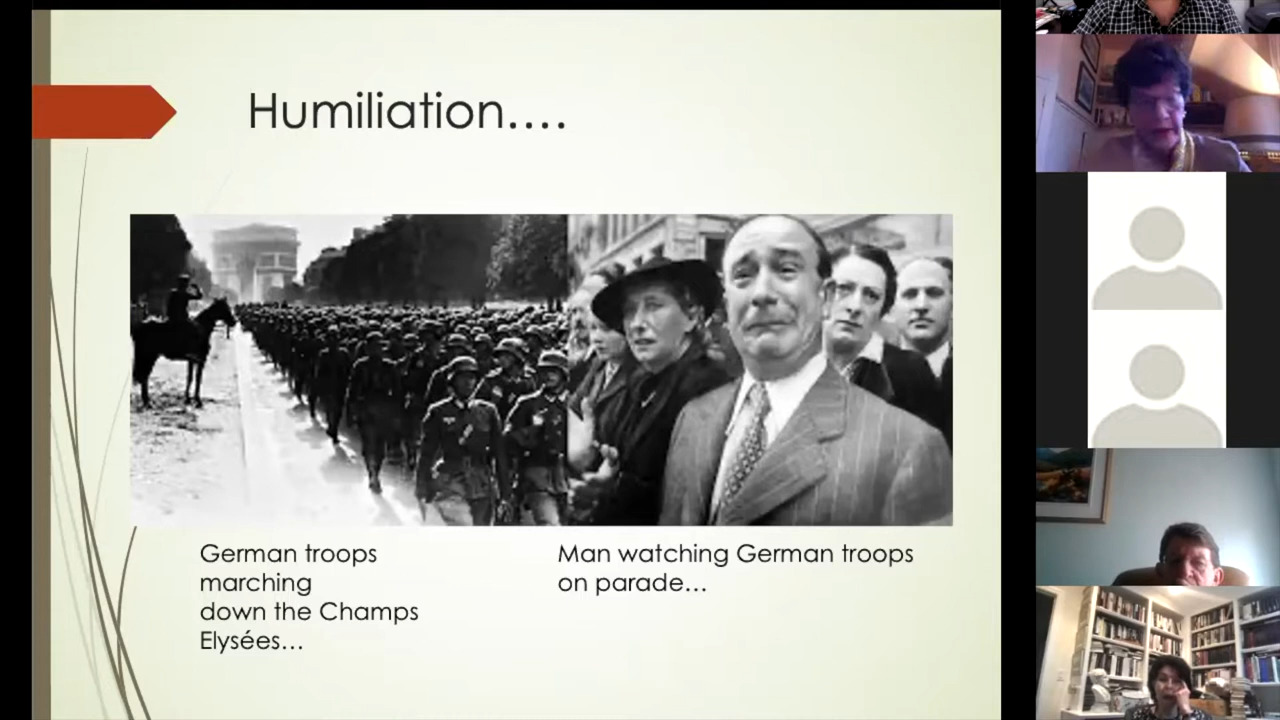 Humiliation....
German troops
marching
down the Champs
Elysées...
Man watching German troops
on parade...